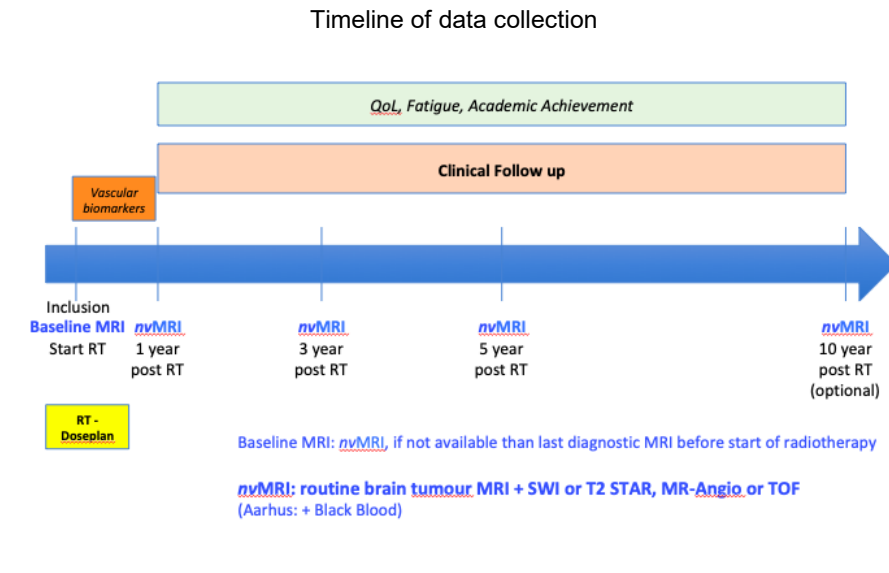 Timeline of data collection
QoL, Fatigue, Academic Achievement
Clinical Follow up
Vascular
biomarkers
Inclusion
Baseline MRI
Start RT
nvMRI
1 year
post RT
nvMRI
3 year
post RT
nvMRI
5 year
post RT
nvMRI
10 year
post RT
(optional)
RT -
Doseplan
Baseline MRI: nvMRI, if not available than last diagnostic MRI before start of radiotherapy
nvMRI: routine brain tumour MRI + SWI or T2 STAR, MR-Angio or TOF
(Aarhus: + Black Blood)